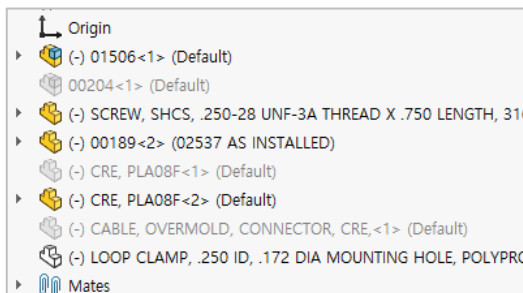 Origin
(-) 01506<1> (Default)
00204<1> (Default)
(-) SCREW, SHCS, .250-28 UNF-3A THREAD X .750 LENGTH,
(-) 00189<2> (02537 AS INSTALLED)
(-) CRE, PLA08F<1> (Default)
(-) CRE, PLA08F<2> (Default)
(-) CABLE, OVERMOLD, CONNECTOR, CRE,<1> (Default)
(-) LOOP CLAMP, .250 ID, .172 DIA MOUNTING HOLE,
Mates